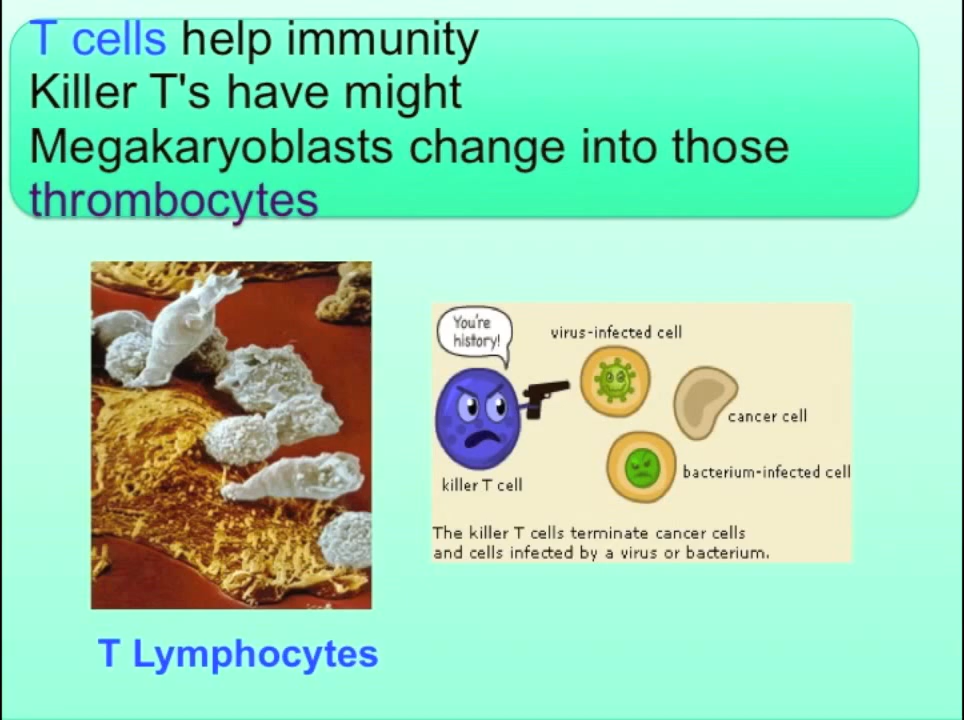 T cells help immunity
Killer T's have might
Megakaryoblasts change into those
thrombocytes
You're
history!
virus-infected cell
cancer cell
bacterium-infected cell
killer T cell
The killer T cells terminate cancer cells
and cells infected by a virus or bacterium.
T Lymphocytes